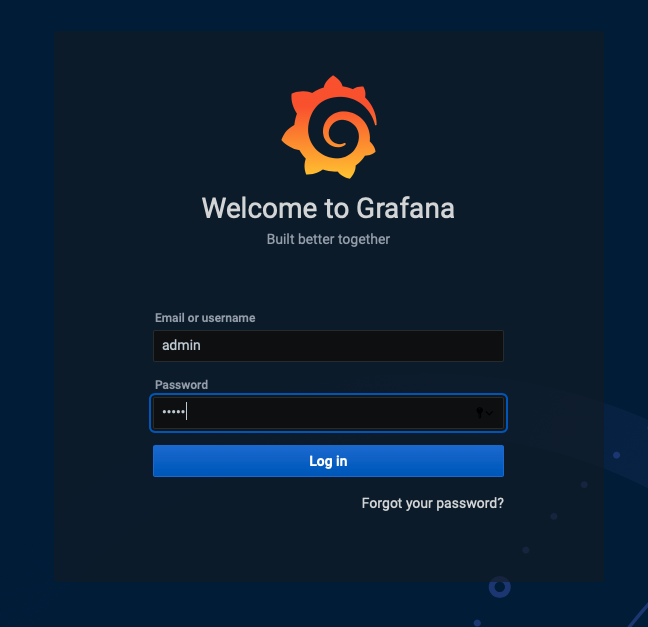 Welcome to Grafana
Built better together
Email or username
admin
Password
•••••
Log in
Forgot your password?